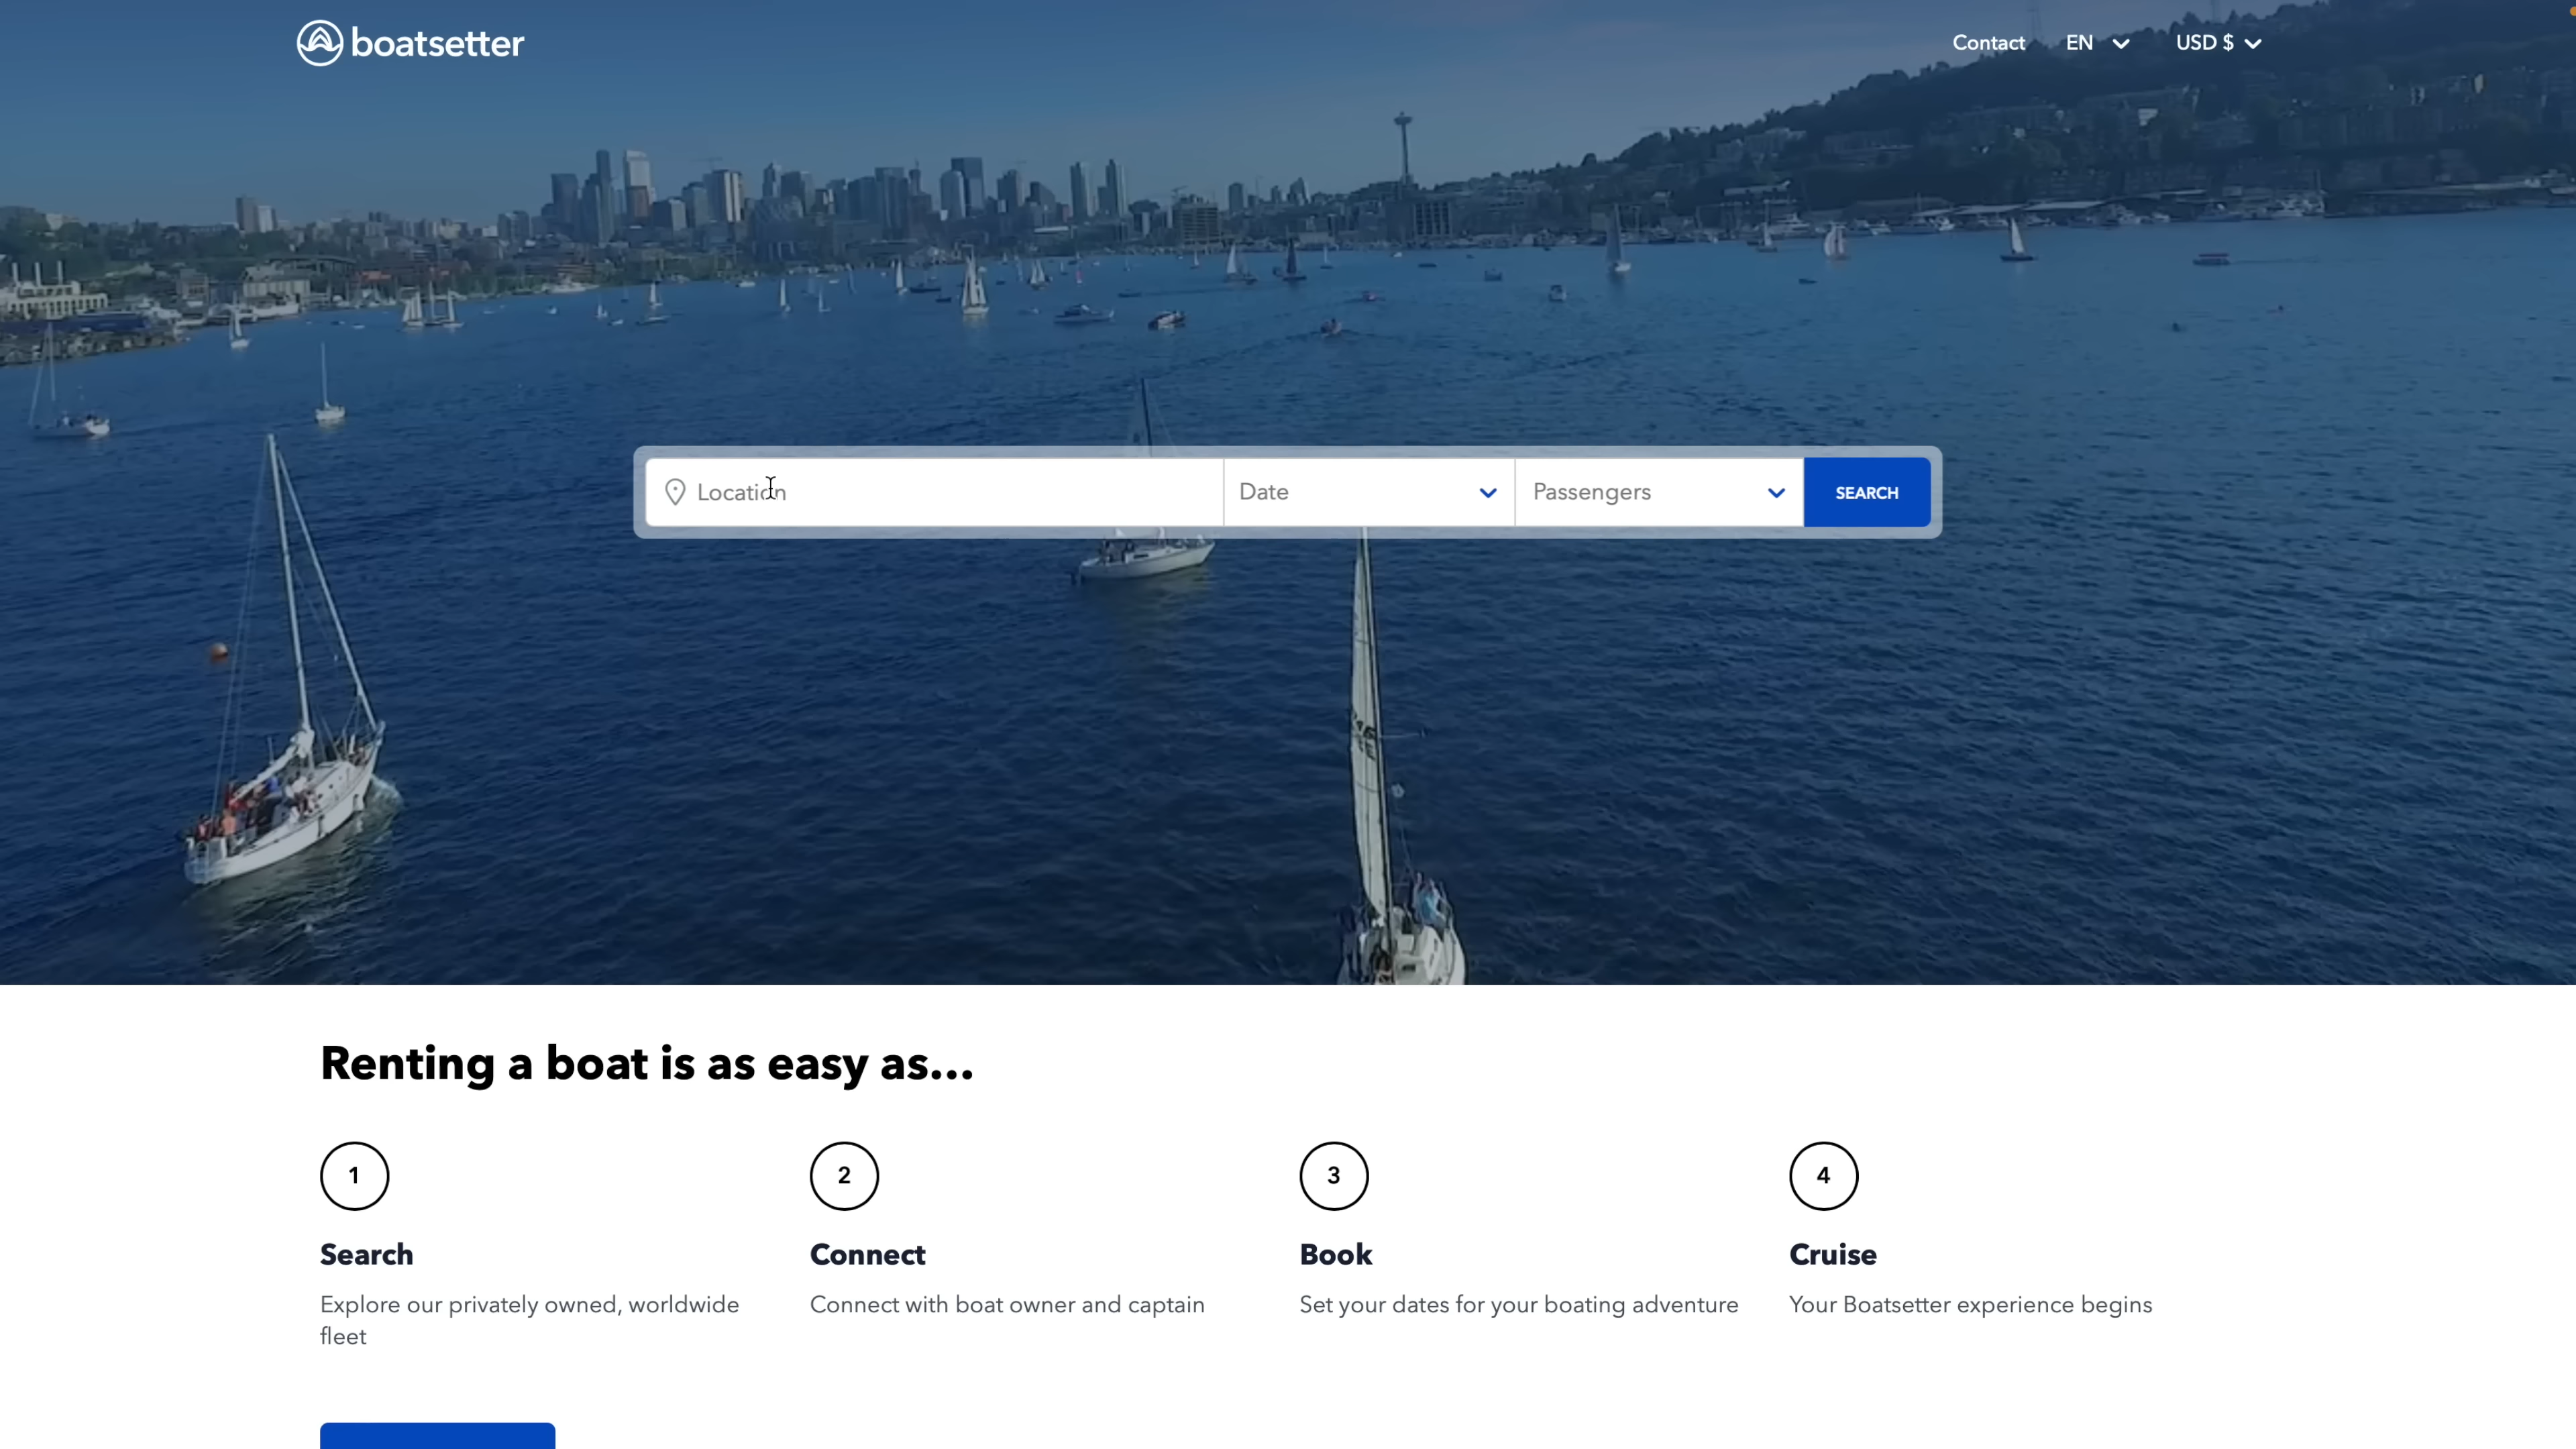 boatsetter
Contact
EN
USD $
Location
Date
Passengers
SEARCH
Renting a boat is as easy as...
1
Search
Explore our privately owned, worldwide
fleet
2
Connect
Connect with boat owner and captain
3
Book
Set your dates for your boating adventure
4
Cruise
Your Boatsetter experience begins